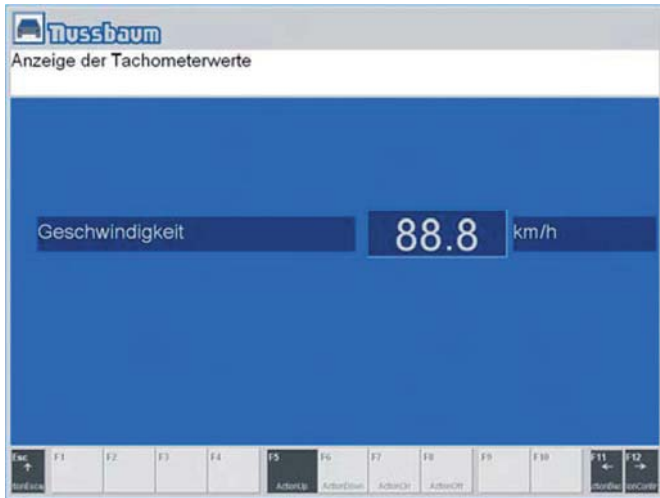 Nussbaum
Anzeige der Tachometerwerte
Geschwindigkeit 88.8 km/h
Esc F1 F2 F3 F4 F5 F6 F7 F8 F9 F10 F11 F12
↑ ← →
ActionUp ActionDown ActionOn ActionOff